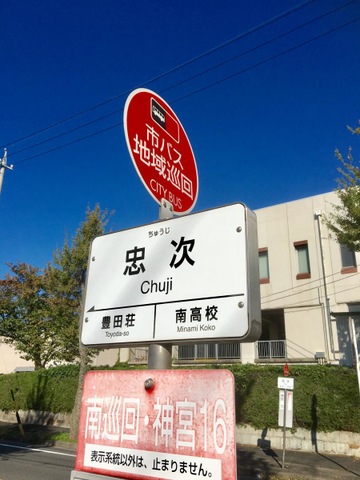 市バス
地域巡回
CITY BUS
ちゅうじ
忠次
Chuji
豊田荘
Toyoda-so
南高校
Minami Koko
南巡回・神宮16
表示系統以外は、止まりません。